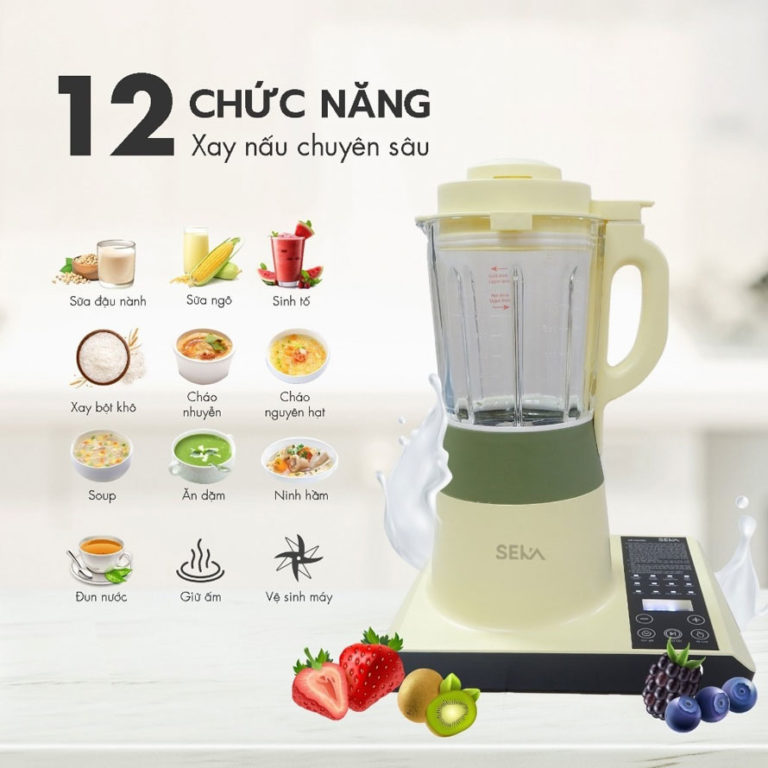 12 CHỨC NĂNG
Xay nấu chuyên sâu
Sữa đậu nành
Sữa ngô
Sinh tố
Xay bột khô
Cháo
nhuyễn
Cháo
nguyên hạt
Soup
Ăn dặm
Ninh hầm
Đun nước
Giữ ấm
Vệ sinh máy
SEKA
SEKA